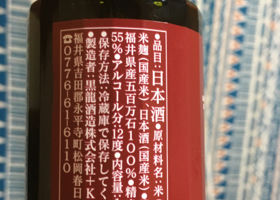 ●品目：日本酒●原材料名：米
米麹（国産米）、日本酒（国産米）
福井県産五百万石100%●精
55%●アルコール分：12度●内容量：
●保存方法：冷蔵庫で保存してく
●製造者：黒龍酒造株式会社＋K
福井県吉田郡永平寺町松岡春日
0776-61-6110